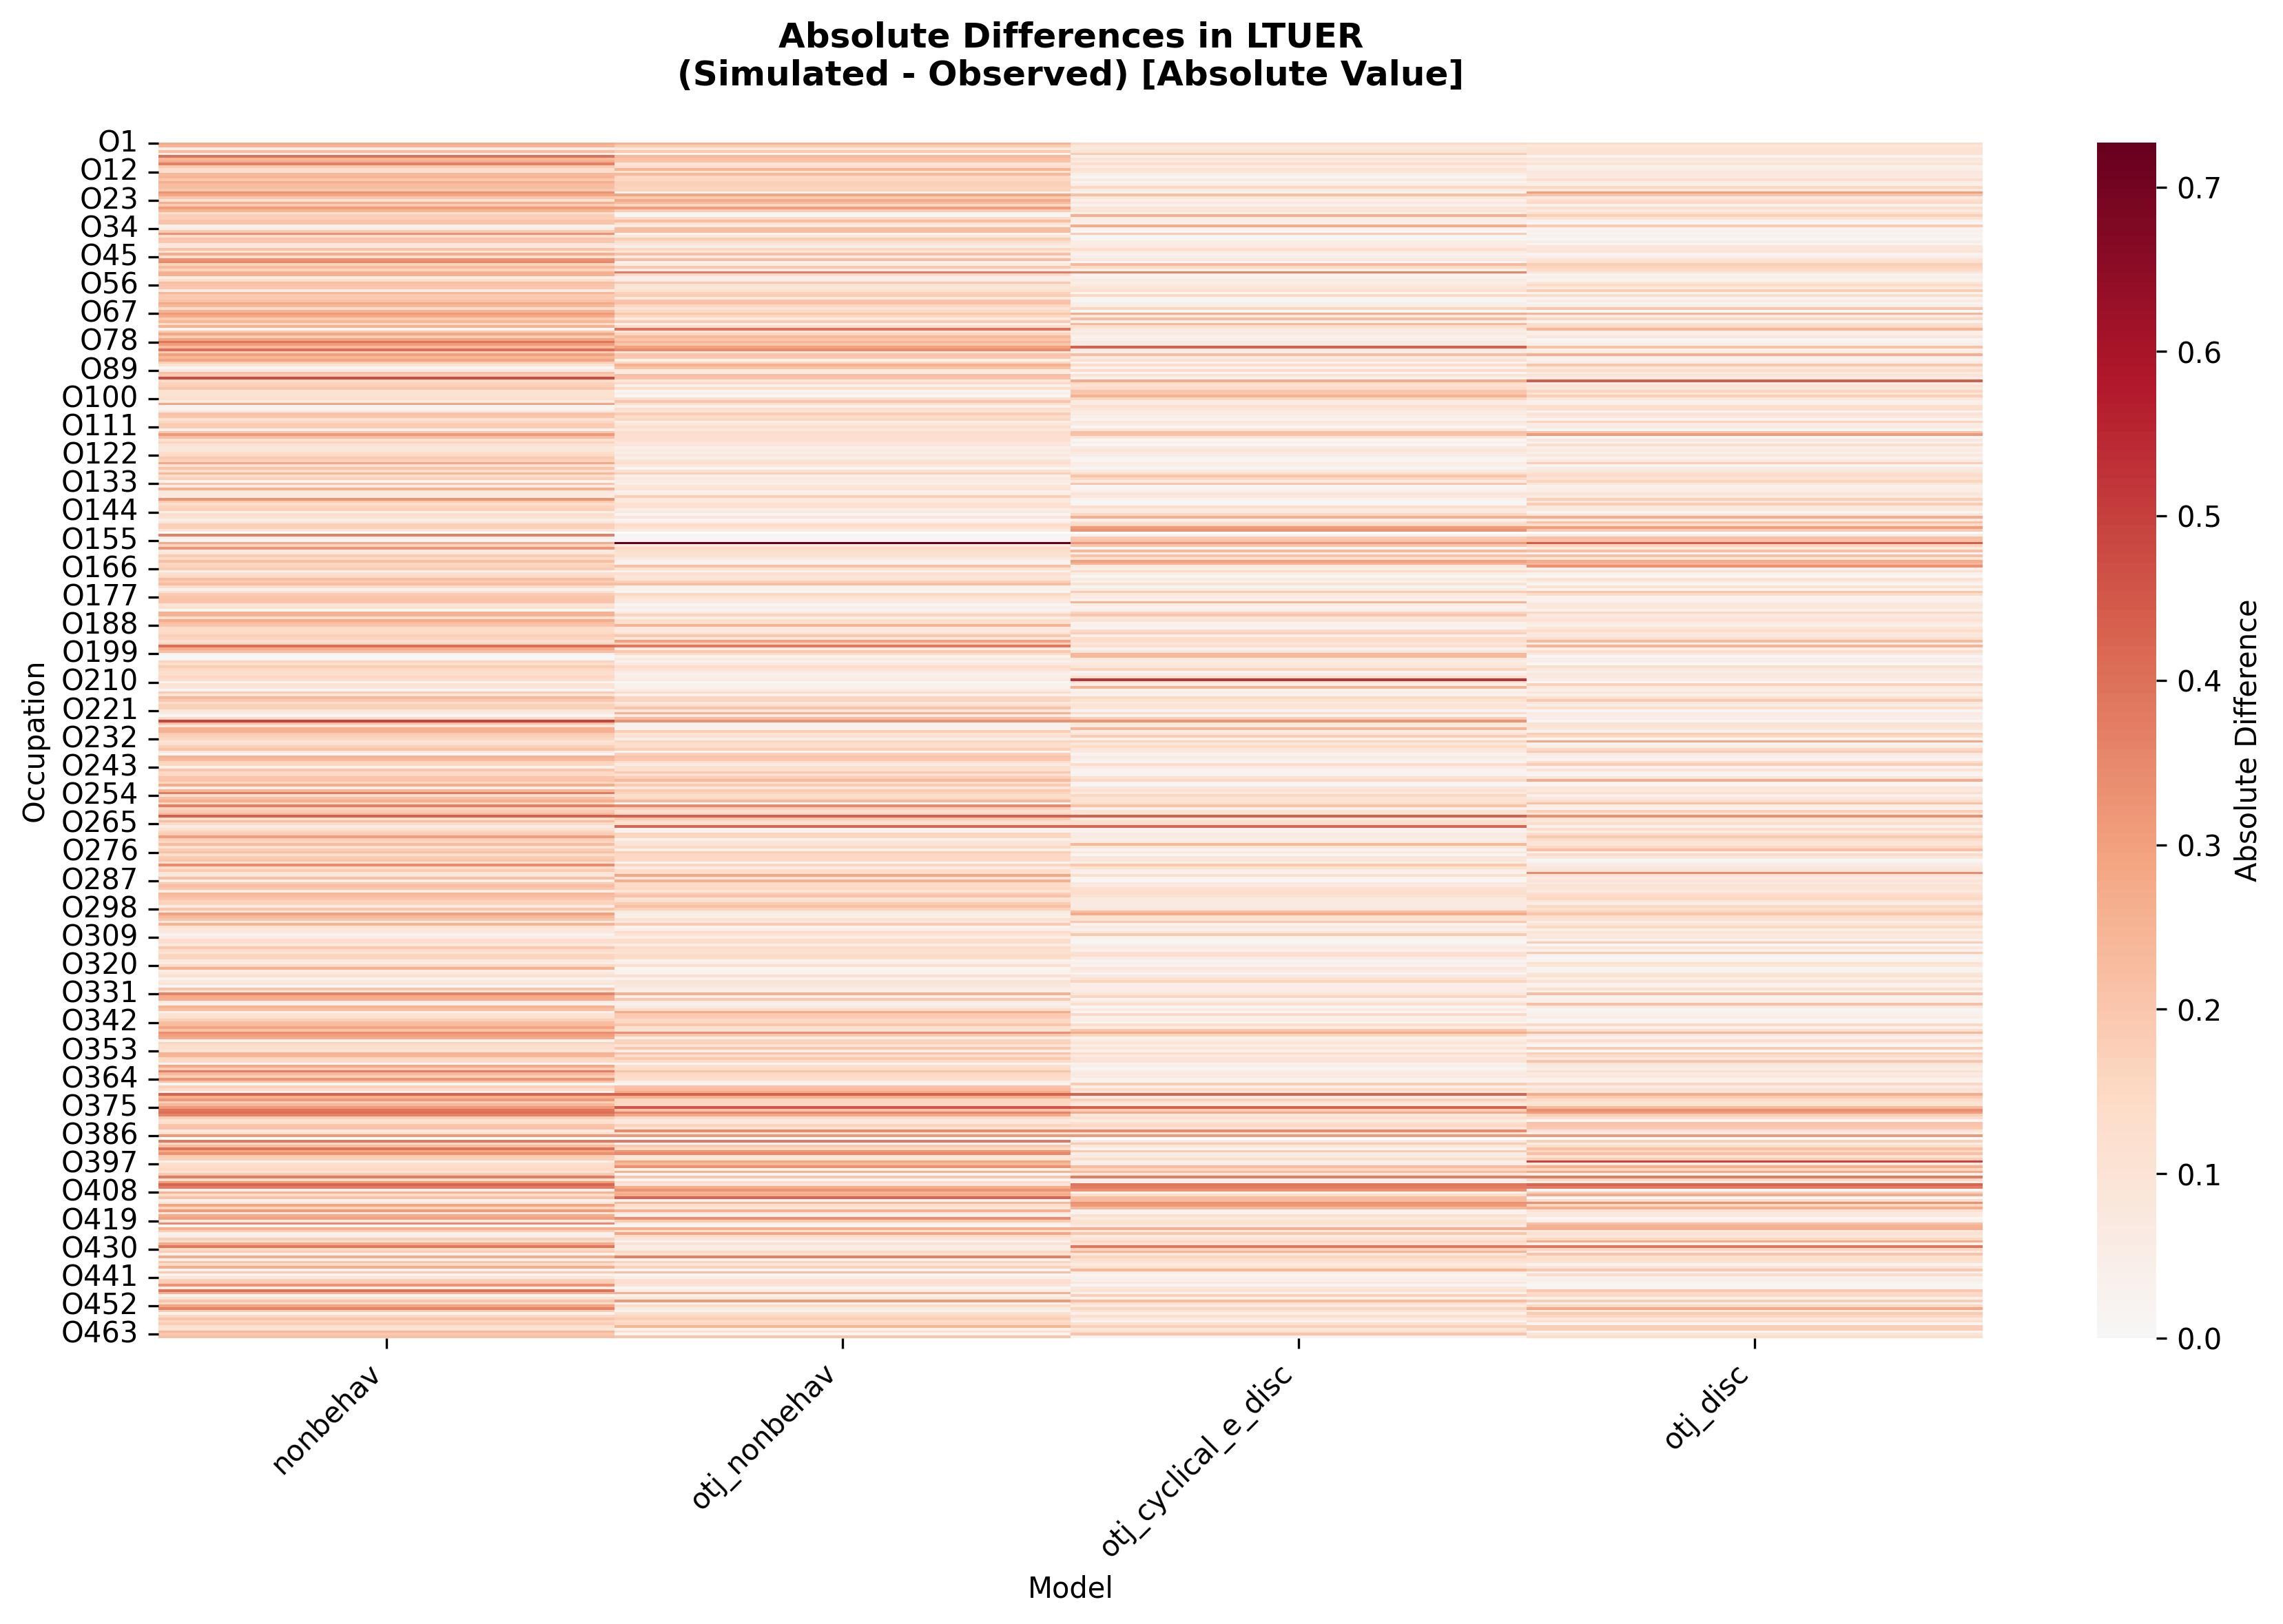 Absolute Differences in LTUER
(Simulated - Observed) [Absolute Value]
Occupation
O1
O12
O23
O34
O45
O56
O67
O78
O89
O100
O111
O122
O133
O144
O155
O166
O177
O188
O199
O210
O221
O232
O243
O254
O265
O276
O287
O298
O309
O320
O331
O342
O353
O364
O375
O386
O397
O408
O419
O430
O441
O452
O463
nonbehav
otj_nonbehav
otj_cyclical_e_disc
otj_disc
Model
0.7
0.6
0.5
0.4
0.3
0.2
0.1
0.0
Absolute Difference